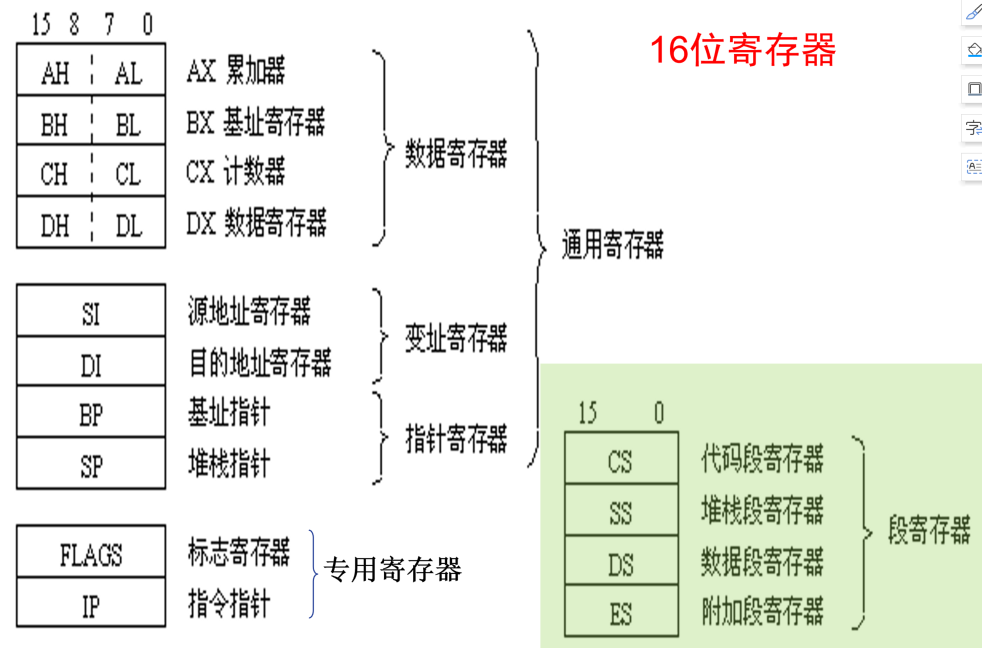 16位寄存器
15 8 7 0
AH AL AX 累加器
BH BL BX 基址寄存器
CH CL CX 计数器
DH DL DX 数据寄存器
数据寄存器
SI 源地址寄存器
DI 目的地址寄存器
变址寄存器
BP 基址指针
SP 堆栈指针
指针寄存器
通用寄存器
FLAGS 标志寄存器
IP 指令指针
专用寄存器
15 0
CS 代码段寄存器
SS 堆栈段寄存器
DS 数据段寄存器
ES 附加段寄存器
段寄存器